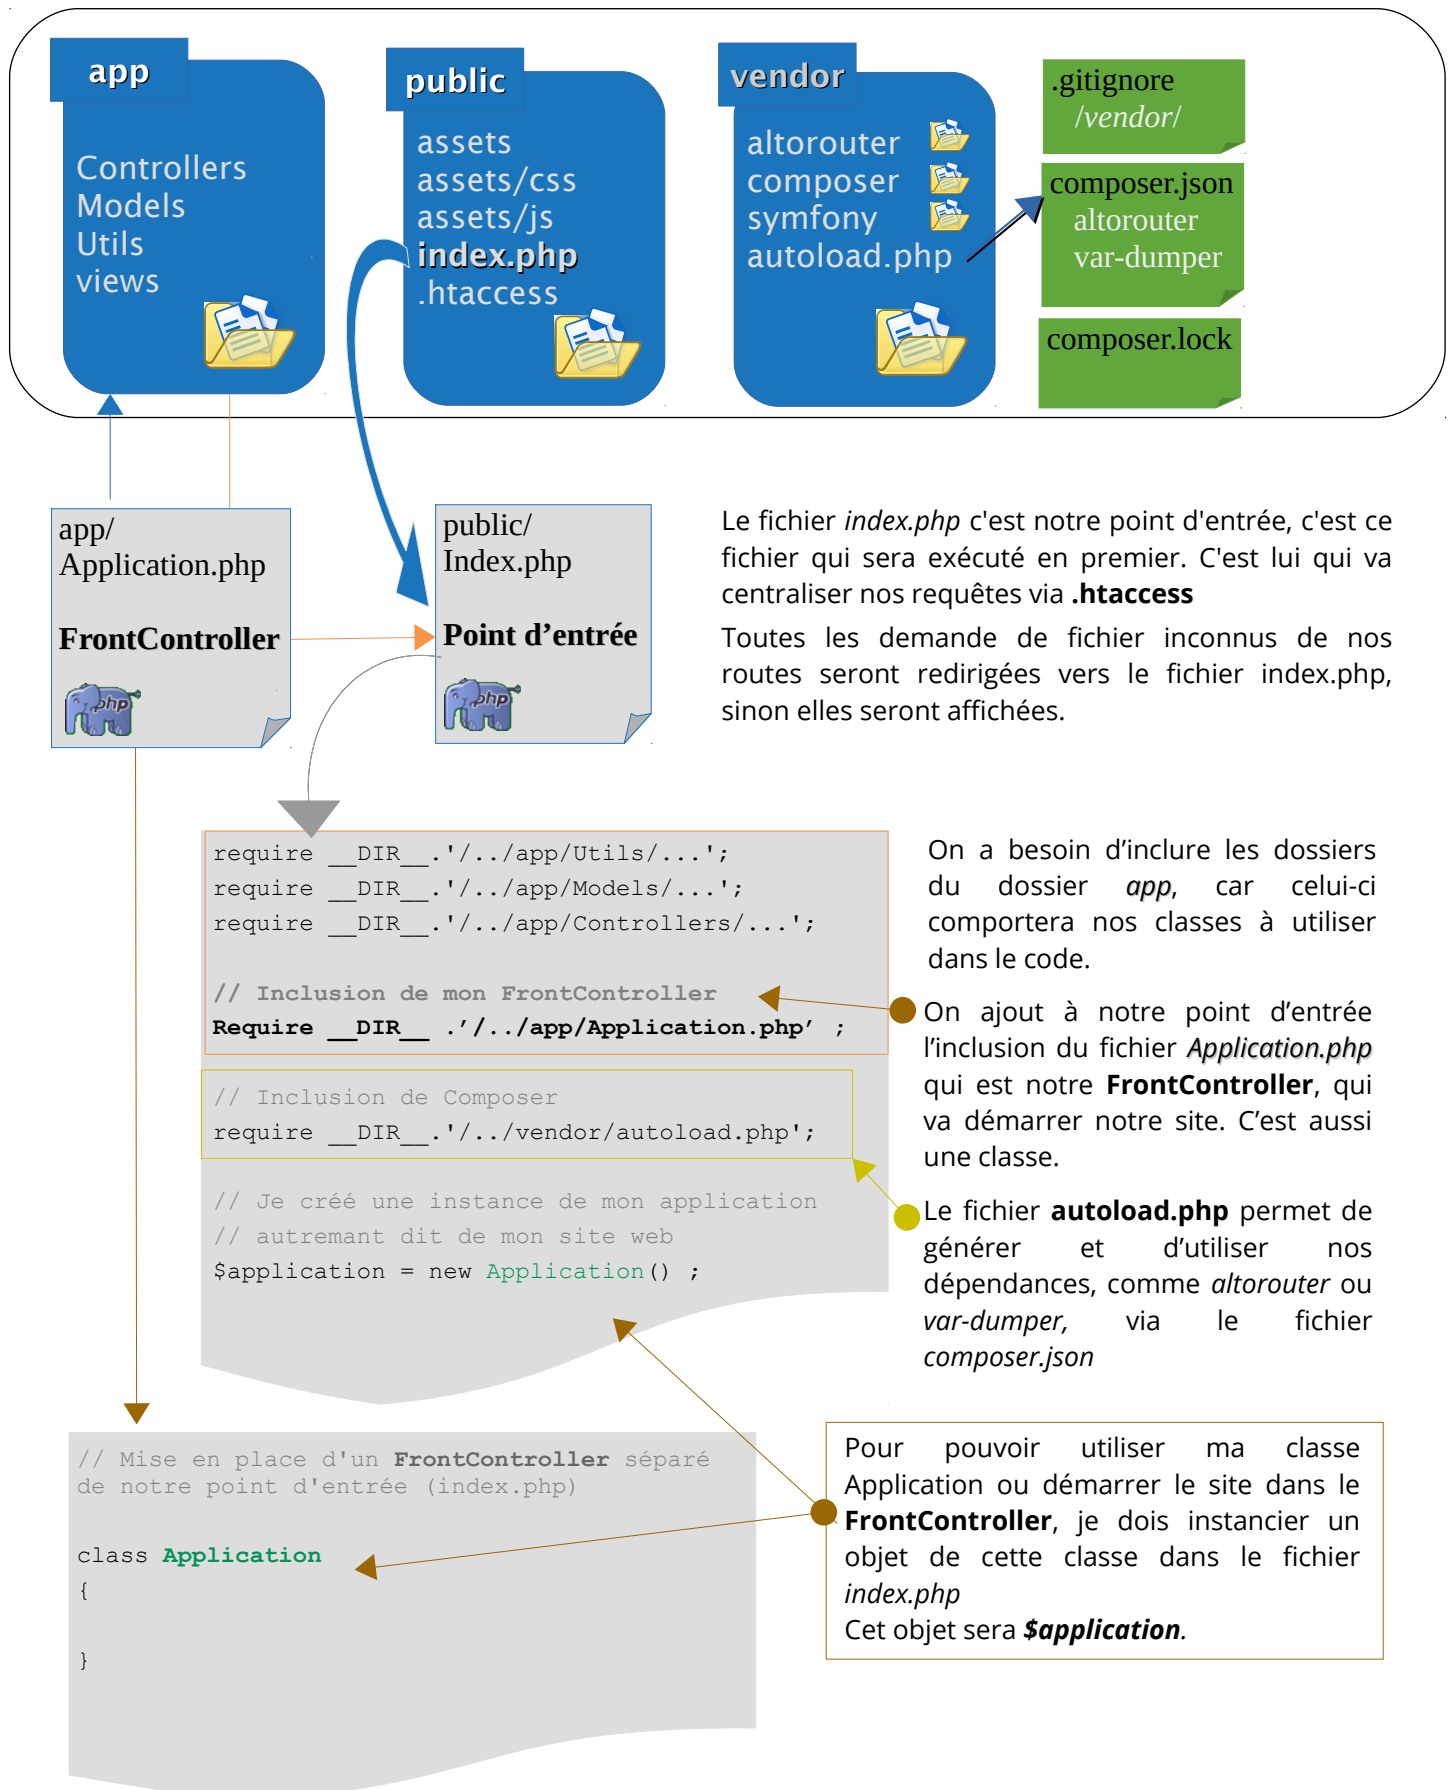 app
Controllers
Models
Utils
views
public
assets
assets/css
assets/js
index.php
.htaccess
vendor
altorouter
composer
symfony
autoload.php
.gitignore
/vendor/
composer.json
altorouter
var-dumper
composer.lock
app/
Application.php
FrontController
php
public/
Index.php
Point d’entrée
php
Le fichier index.php c'est notre point d'entrée, c'est ce
fichier qui sera exécuté en premier. C'est lui qui va
centraliser nos requêtes via .htaccess
Toutes les demande de fichier inconnus de nos
routes seront redirigées vers le fichier index.php,
sinon elles seront affichées.
require __DIR__.'/../app/Utils/...';
require __DIR__.'/../app/Models/...';
require __DIR__.'/../app/Controllers/...';
// Inclusion de mon FrontController
Require __DIR__ .’/../app/Application.php’ ;
// Inclusion de Composer
require __DIR__.'/../vendor/autoload.php';
// Je créé une instance de mon application
// autremant dit de mon site web
$application = new Application() ;
On a besoin d’inclure les dossiers
du dossier app, car celui-ci
comportera nos classes à utiliser
dans le code.
On ajout à notre point d’entrée
l’inclusion du fichier Application.php
qui est notre FrontController, qui
va démarrer notre site. C’est aussi
une classe.
Le fichier autoload.php permet de
générer et d’utiliser nos
dépendances, comme altorouter ou
var-dumper, via le fichier
composer.json
// Mise en place d'un FrontController séparé
de notre point d'entrée (index.php)
class Application
{
}
Pour pouvoir utiliser ma classe
Application ou démarrer le site dans le
FrontController, je dois instancier un
objet de cette classe dans le fichier
index.php
Cet objet sera $application.